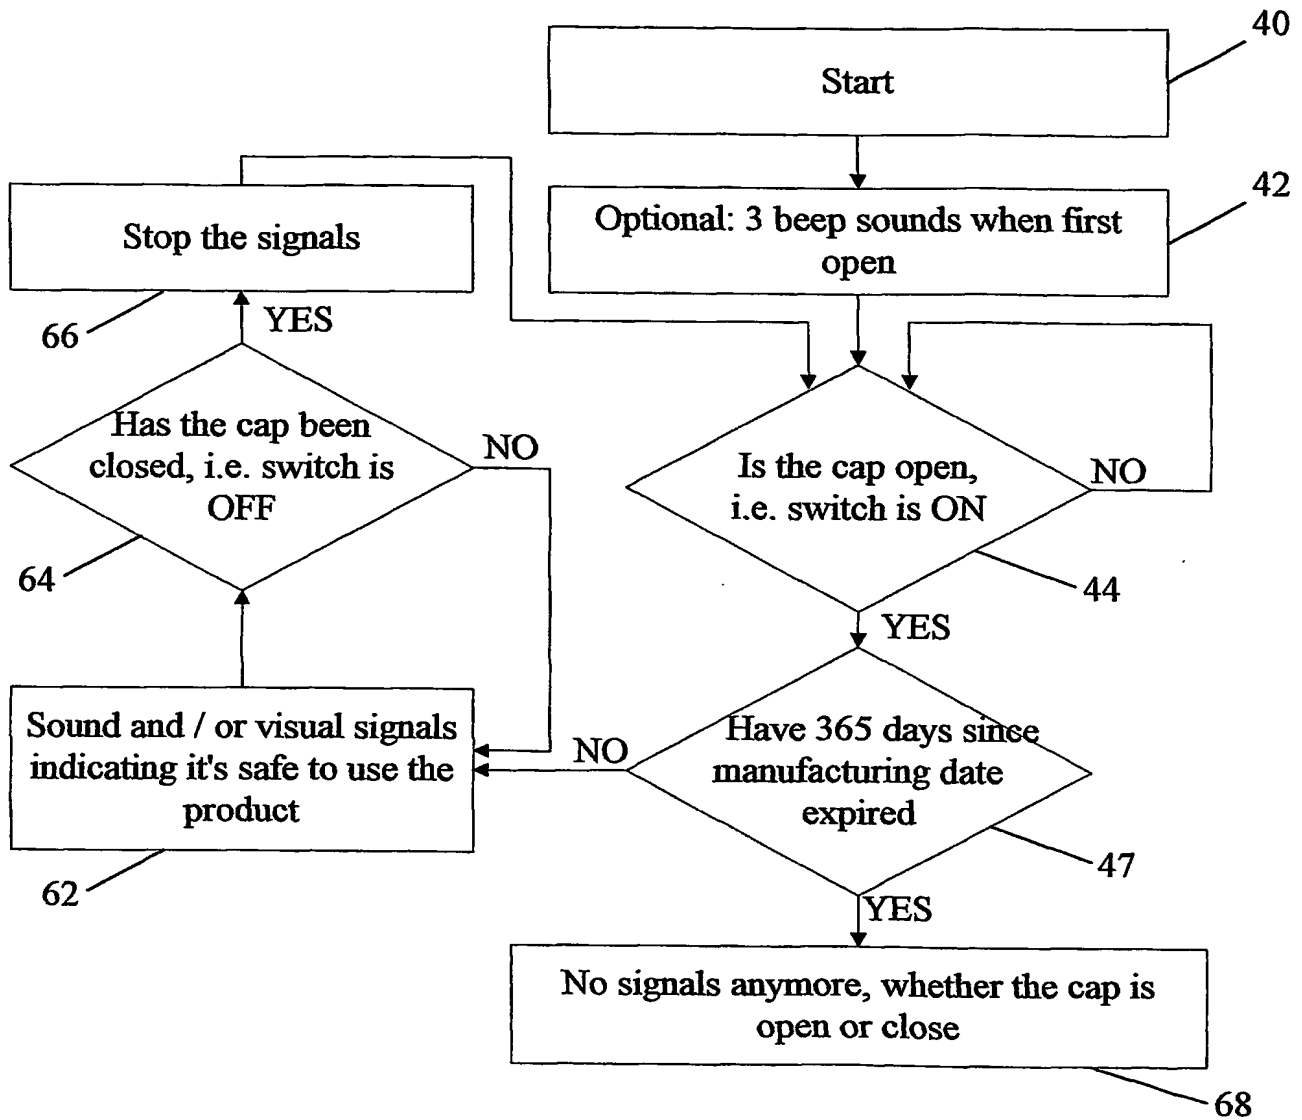 40
Start
42
Optional: 3 beep sounds when first
open
Stop the signals
66
YES
Has the cap been
closed, i.e. switch is
OFF
NO
64
Is the cap open,
i.e. switch is ON
NO
44
YES
Sound and / or visual signals
indicating it's safe to use the
product
62
NO
Have 365 days since
manufacturing date
expired
47
YES
No signals anymore, whether the cap is
open or close
68